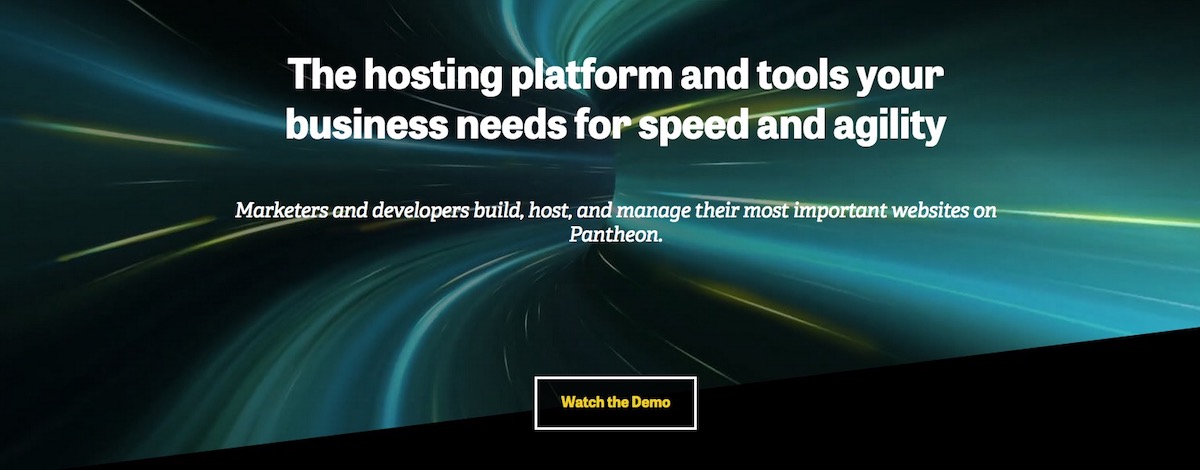 The hosting platform and tools your
business needs for speed and agility
Marketers and developers build, host, and manage their most important websites on
Pantheon.
Watch the Demo